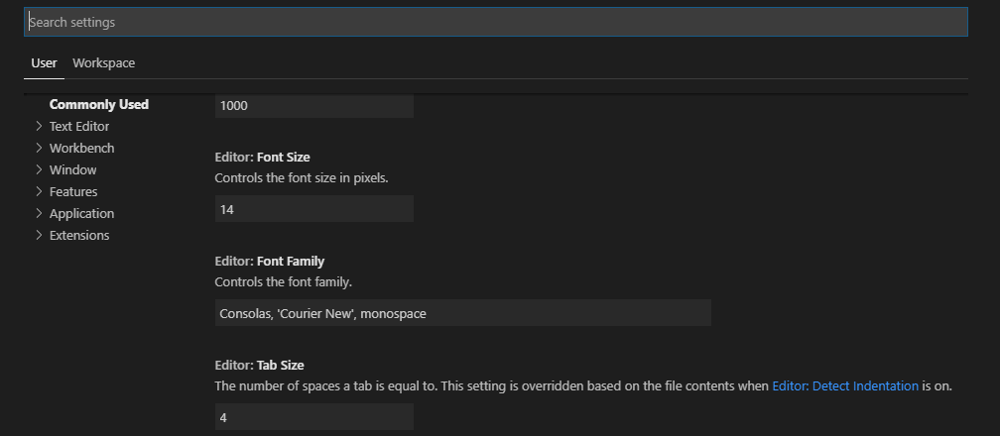 Search settings
User
Workspace
Commonly Used
Text Editor
Workbench
Window
Features
Application
Extensions
1000
Editor: Font Size
Controls the font size in pixels.
14
Editor: Font Family
Controls the font family.
Consolas, 'Courier New', monospace
Editor: Tab Size
The number of spaces a tab is equal to. This setting is overridden based on the file contents when Editor: Detect Indentation is on.
4